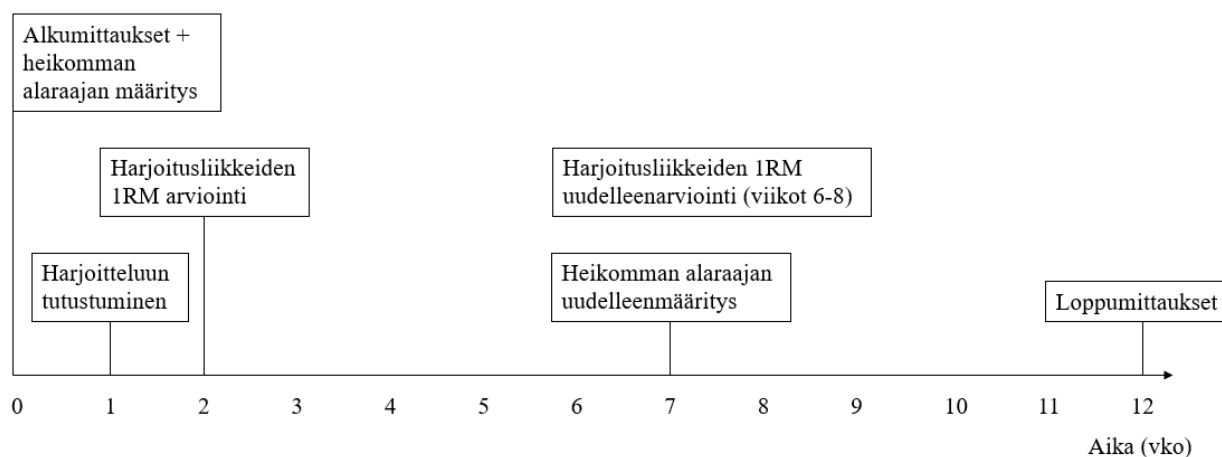 Alkumittaukset +
heikomman
alaraajan määritys
Harjoitusliikkeiden
1RM arviointi
Harjoitusliikkeiden 1RM
uudelleenarviointi (viikot 6-8)
Harjoitteluun
tutustuminen
Heikomman alaraajan
uudelleenmääritys
Loppumittaukset
0 1 2 3 4 5 6 7 8 9 10 11 12
Aika (vko)